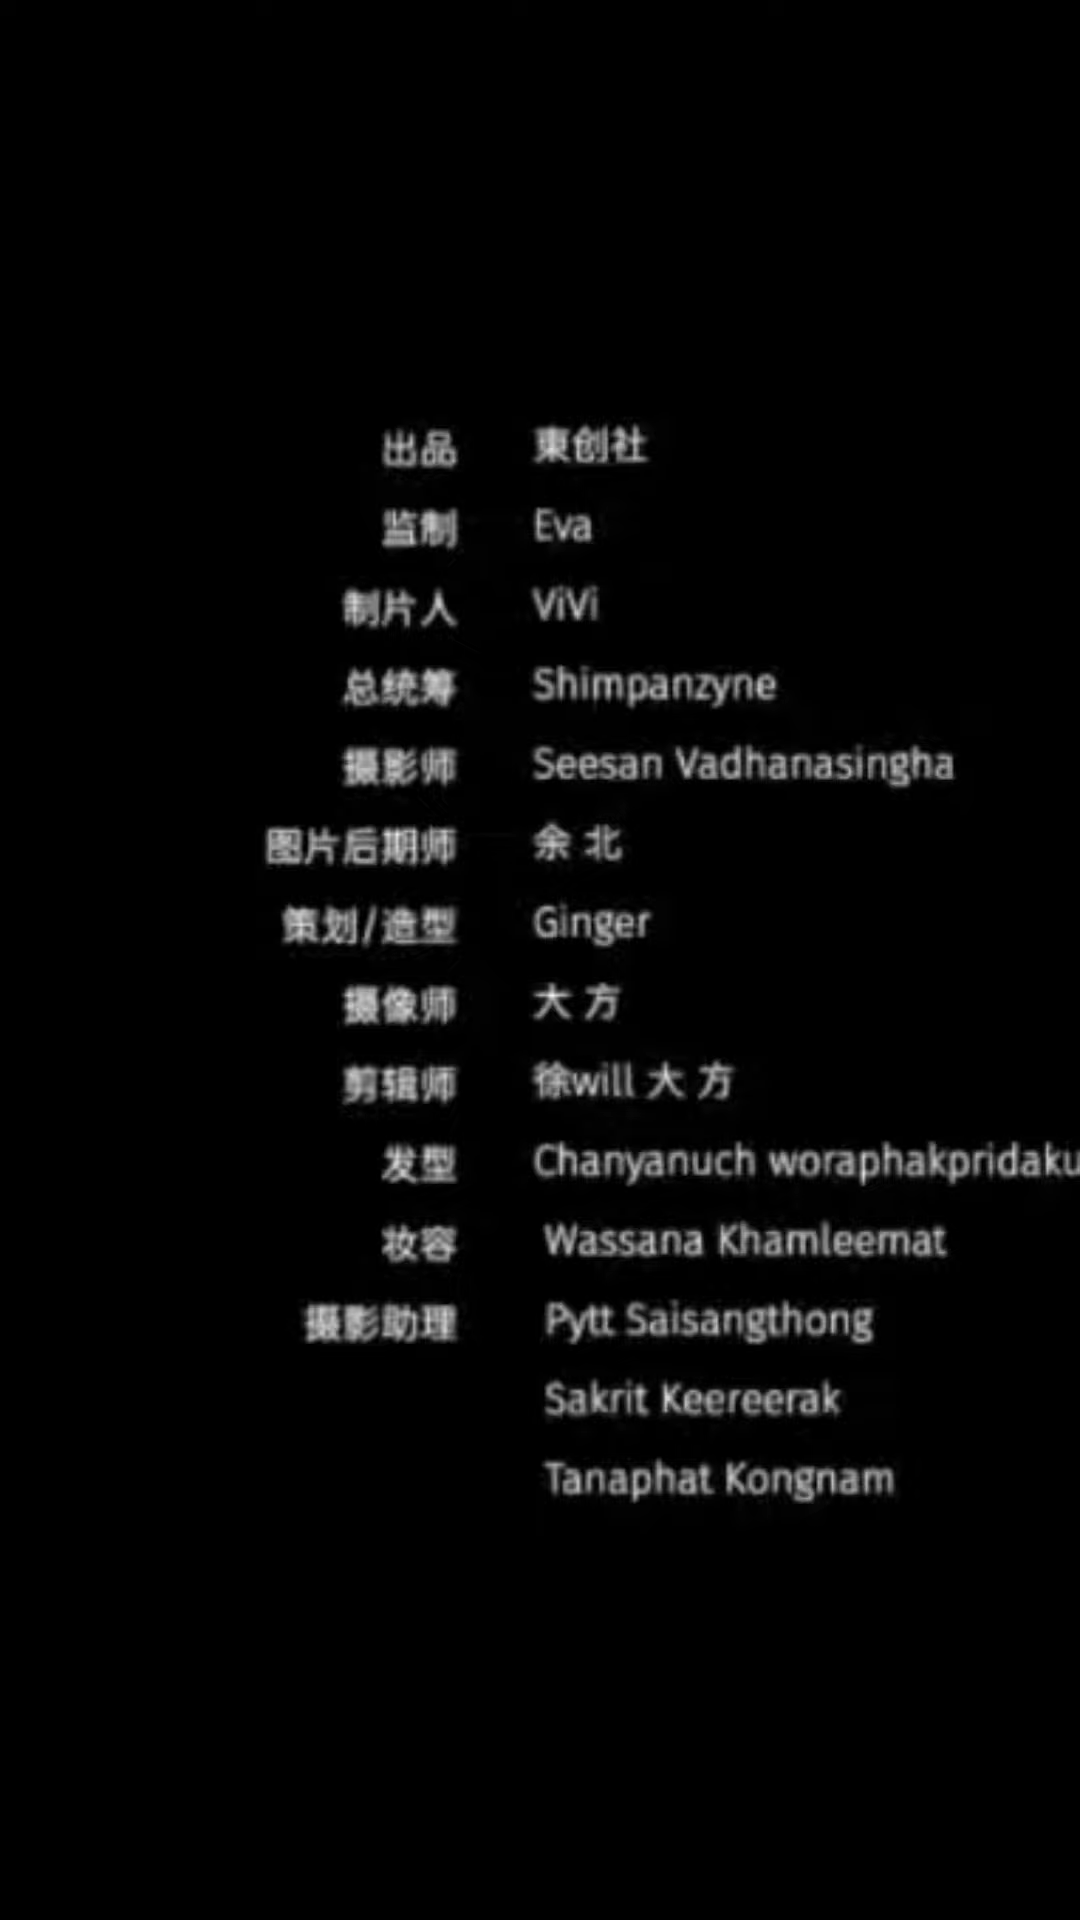 出品 東创社
监制 Eva
制片人 ViVi
总统筹 Shimpanzyne
摄影师 Seesan Vadhanasingha
图片后期师 余 北
策划/造型 Ginger
摄像师 大 方
剪辑师 徐will 大 方
发型 Chanyanuch woraphakpridaku
妆容 Wassana Khamleemat
摄影助理 Pytt Saisangthong
Sakrit Keereerak
Tanaphat Kongnam